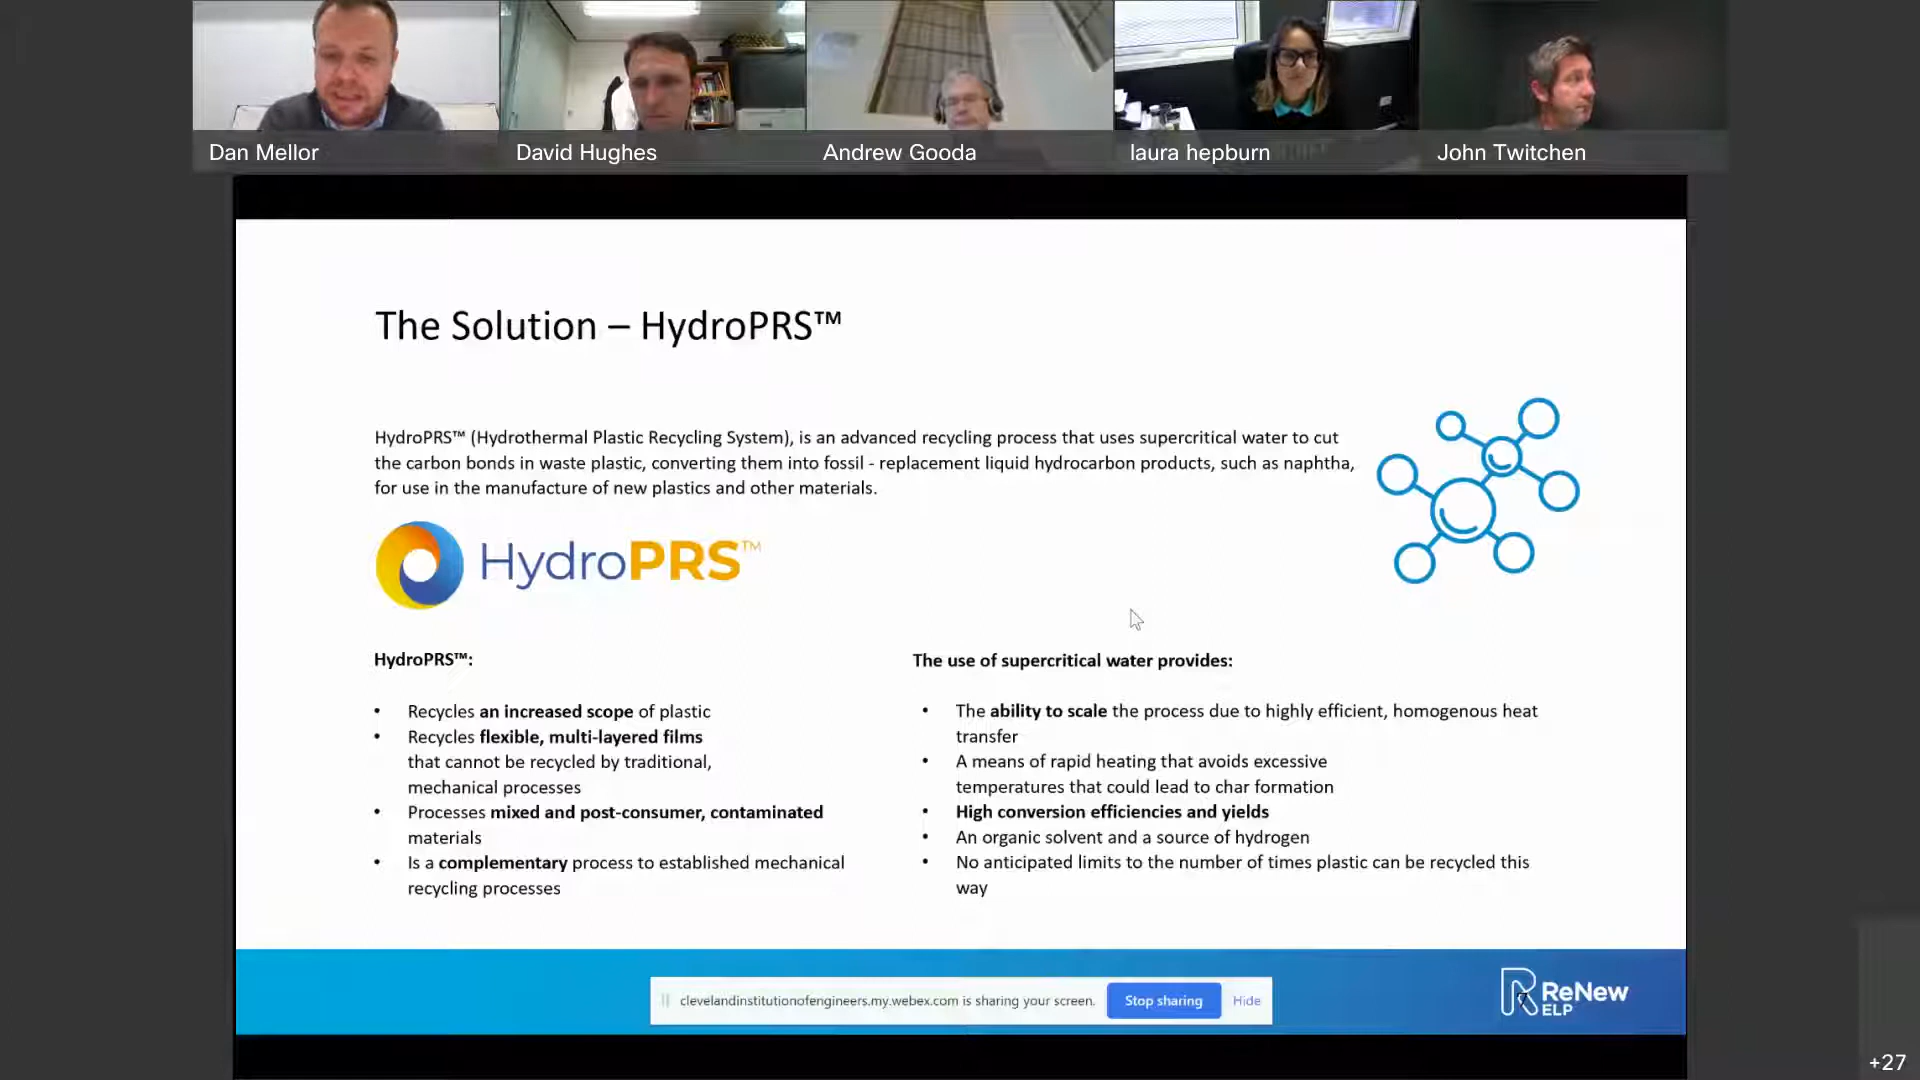 Dan Mellor
David Hughes
Andrew Gooda
laura hepburn
John Twitchen
The Solution – HydroPRS™
HydroPRS™ (Hydrothermal Plastic Recycling System), is an advanced recycling process that uses supercritical water to cut
the carbon bonds in waste plastic, converting them into fossil - replacement liquid hydrocarbon products, such as naphtha,
for use in the manufacture of new plastics and other materials.
HydroPRS™
HydroPRS™:
• Recycles an increased scope of plastic
• Recycles flexible, multi-layered films
that cannot be recycled by traditional,
mechanical processes
• Processes mixed and post-consumer, contaminated
materials
• Is a complementary process to established mechanical
recycling processes
The use of supercritical water provides:
• The ability to scale the process due to highly efficient, homogenous heat
transfer
• A means of rapid heating that avoids excessive
temperatures that could lead to char formation
• High conversion efficiencies and yields
• An organic solvent and a source of hydrogen
• No anticipated limits to the number of times plastic can be recycled this
way
clevelandinstitutionofengineers.my.webex.com is sharing your screen.
Stop sharing
Hide
ReNew
ELP
7
+27